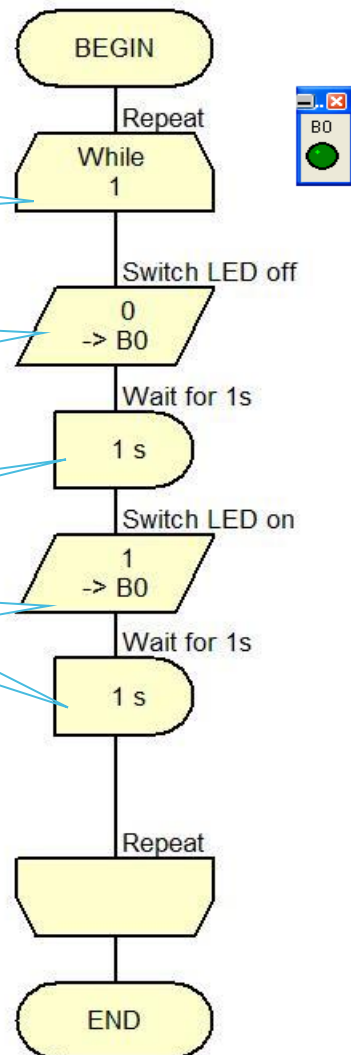 BEGIN
Repeat
While
1
B0
Switch LED off
0
-> B0
Wait for 1s
1 s
Switch LED on
1
-> B0
Wait for 1s
1 s
Repeat
END